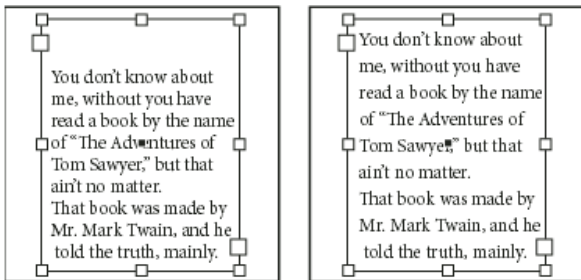 You don't know about
me, without you have
read a book by the name
of “The Adventures of
Tom Sawyer,” but that
ain't no matter.
That book was made by
Mr. Mark Twain, and he
told the truth, mainly.
You don't know about
me, without you have
read a book by the name
of “The Adventures of
Tom Sawyer,” but that
ain't no matter.
That book was made by
Mr. Mark Twain, and he
told the truth, mainly.